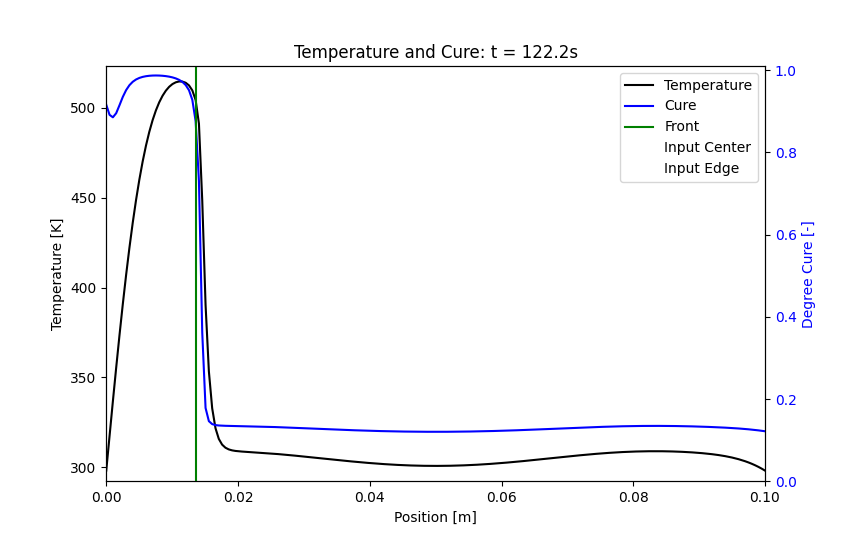 Temperature and Cure: t = 122.2s
Temperature
Cure
Front
Input Center
Input Edge
Temperature [K]
500
450
400
350
300
1.0
0.8
0.6
0.4
0.2
0.0
Degree Cure [-]
0.00 0.02 0.04 0.06 0.08 0.10
Position [m]